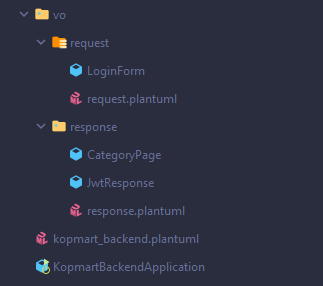 vo
request
LoginForm
request.plantuml
response
CategoryPage
JwtResponse
response.plantuml
kopmart_backend.plantuml
KopmartBackendApplication